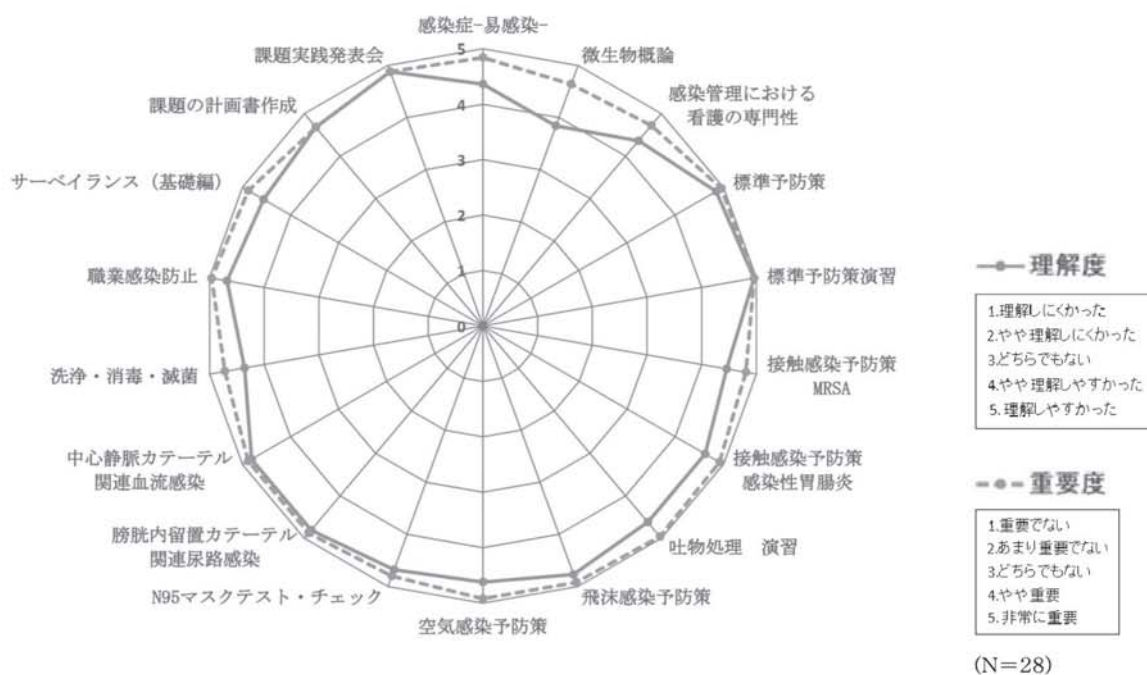 感染症-易感染-
微生物概論
感染管理における
看護の専門性
標準予防策
標準予防策演習
接触感染予防策
MRSA
接触感染予防策
感染性胃腸炎
吐物処理　演習
飛沫感染予防策
空気感染予防策
N95マスクテスト・チェック
膀胱内留置カテーテル
関連尿路感染
中心静脈カテーテル
関連血流感染
洗浄・消毒・滅菌
職業感染防止
サーベイランス（基礎編）
課題の計画書作成
課題実践発表会
5
4
3
2
1
0
理解度
1.理解しにくかった
2.やや理解しにくかった
3.どちらでもない
4.やや理解しやすかった
5.理解しやすかった
重要度
1.重要でない
2.あまり重要でない
3.どちらでもない
4.やや重要
5.非常に重要
(N＝28)